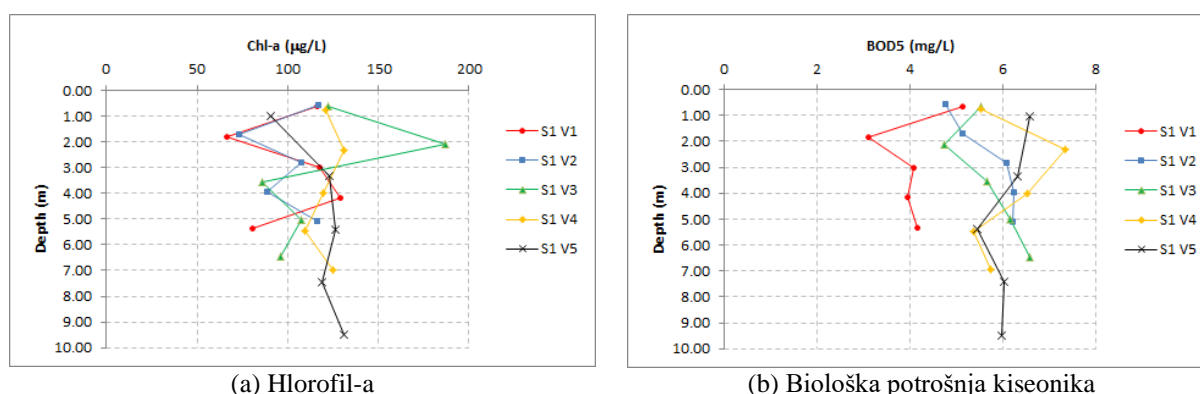 Chl-a (µg/L)
0 50 100 150 200
0.00
1.00
2.00
3.00
4.00
5.00
6.00
7.00
8.00
9.00
10.00
Depth (m)
S1 V1
S1 V2
S1 V3
S1 V4
S1 V5
(a) Hlorofil-a
BOD5 (mg/L)
0 2 4 6 8
0.00
1.00
2.00
3.00
4.00
5.00
6.00
7.00
8.00
9.00
10.00
Depth (m)
S1 V1
S1 V2
S1 V3
S1 V4
S1 V5
(b) Biološka potrošnja kiseonika